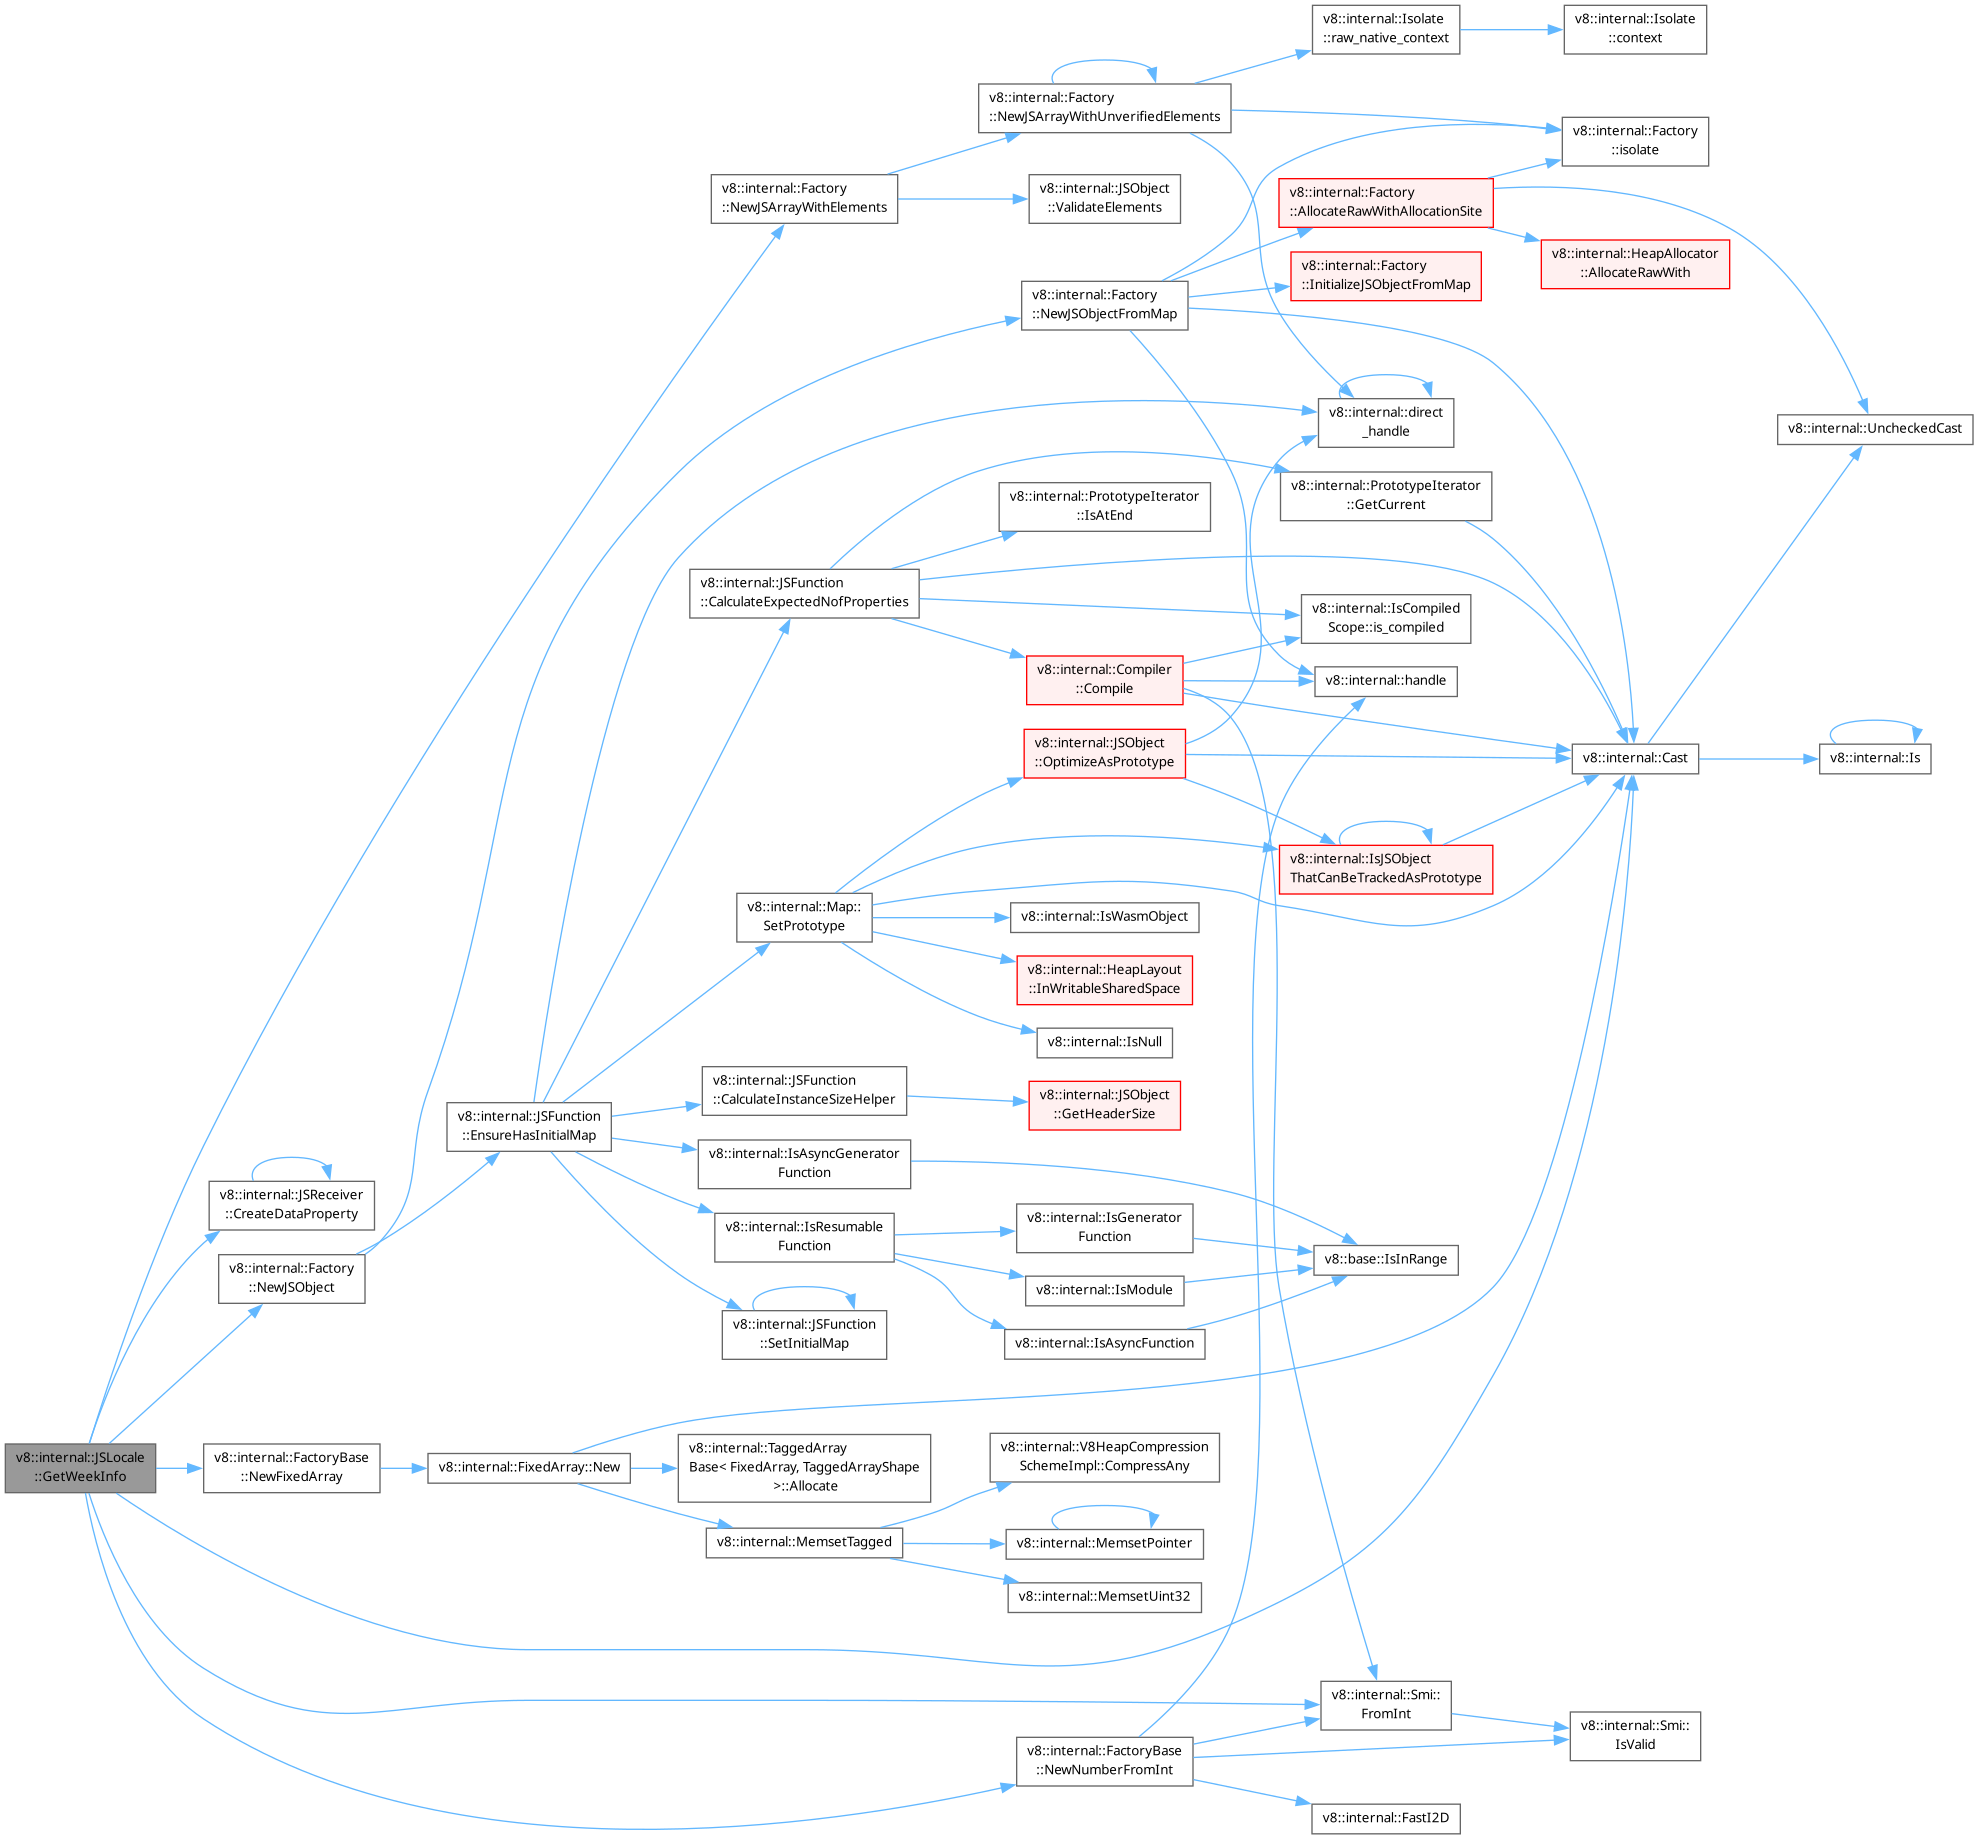 v8::internal::Isolate
::raw_native_context
v8::internal::Isolate
::context
v8::internal::Factory
::NewJSArrayWithUnverifiedElements
v8::internal::Factory
::isolate
v8::internal::Factory
::NewJSArrayWithElements
v8::internal::JSObject
::ValidateElements
v8::internal::Factory
::AllocateRawWithAllocationSite
v8::internal::HeapAllocator
::AllocateRawWith
v8::internal::Factory
::InitializeJSObjectFromMap
v8::internal::Factory
::NewJSObjectFromMap
v8::internal::direct
_handle
v8::internal::UncheckedCast
v8::internal::PrototypeIterator
::GetCurrent
v8::internal::PrototypeIterator
::IsAtEnd
v8::internal::JSFunction
::CalculateExpectedNofProperties
v8::internal::IsCompiled
Scope::is_compiled
v8::internal::Compiler
::Compile
v8::internal::handle
v8::internal::JSObject
::OptimizeAsPrototype
v8::internal::Cast
v8::internal::Is
v8::internal::IsJSObject
ThatCanBeTrackedAsPrototype
v8::internal::Map::
SetPrototype
v8::internal::IsWasmObject
v8::internal::HeapLayout
::InWritableSharedSpace
v8::internal::IsNull
v8::internal::JSFunction
::CalculateInstanceSizeHelper
v8::internal::JSObject
::GetHeaderSize
v8::internal::JSFunction
::EnsureHasInitialMap
v8::internal::IsAsyncGenerator
Function
v8::internal::JSReceiver
::CreateDataProperty
v8::internal::IsResumable
Function
v8::internal::IsGenerator
Function
v8::base::IsInRange
v8::internal::Factory
::NewJSObject
v8::internal::IsModule
v8::internal::JSFunction
::SetInitialMap
v8::internal::IsAsyncFunction
v8::internal::JSLocale
::GetWeekInfo
v8::internal::FactoryBase
::NewFixedArray
v8::internal::FixedArray::New
v8::internal::TaggedArray
Base< FixedArray, TaggedArrayShape
>::Allocate
v8::internal::V8HeapCompression
SchemeImpl::CompressAny
v8::internal::MemsetTagged
v8::internal::MemsetPointer
v8::internal::MemsetUint32
v8::internal::Smi::
FromInt
v8::internal::Smi::
IsValid
v8::internal::FactoryBase
::NewNumberFromInt
v8::internal::FastI2D